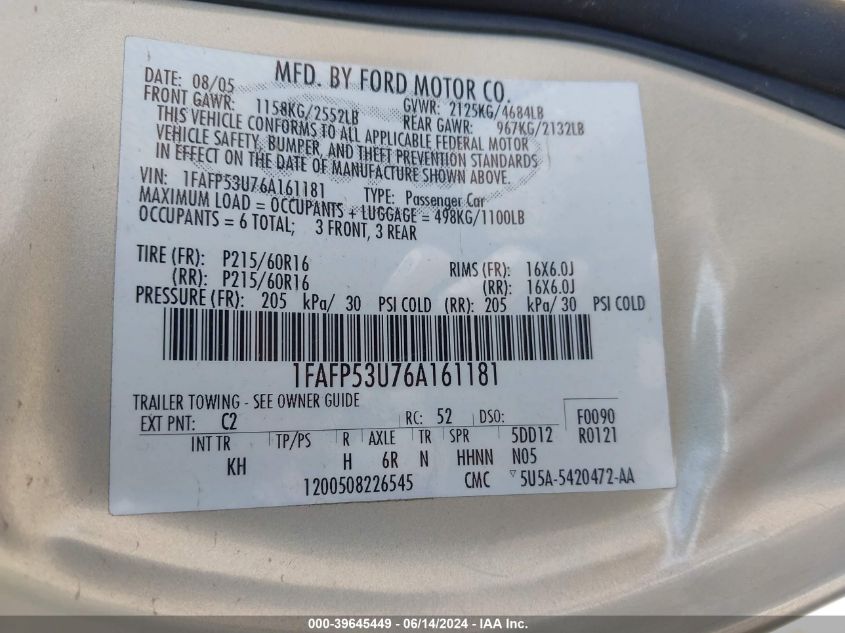 MFD. BY FORD MOTOR CO.
DATE: 08/05 GVWR: 2125KG/4684LB
FRONT GAWR: 1158KG/2552LB REAR GAWR: 967KG/2132LB
THIS VEHICLE CONFORMS TO ALL APPLICABLE FEDERAL MOTOR
VEHICLE SAFETY, BUMPER, AND THEFT PREVENTION STANDARDS
IN EFFECT ON THE DATE OF MANUFACTURE SHOWN ABOVE.
VIN: 1FAFP53U76A161181 TYPE: Passenger Car
MAXIMUM LOAD = OCCUPANTS + LUGGAGE = 498KG/1100LB
OCCUPANTS = 6 TOTAL; 3 FRONT, 3 REAR
TIRE (FR): P215/60R16 RIMS (FR): 16X6.0J
(RR): P215/60R16 (RR): 16X6.0J
PRESSURE (FR): 205 kPa/ 30 PSI COLD (RR): 205 kPa/ 30 PSI COLD
1FAFP53U76A161181
TRAILER TOWING - SEE OWNER GUIDE
EXT PNT: C2 RC: 52 DSO: F0090
INT TR TP/PS R AXLE TR SPR 5DD12 R0121
KH H 6R N HHNN N05
1200508226545 CMC ▽5U5A-5420472-AA
000-39645449 - 06/14/2024 - IAA Inc.